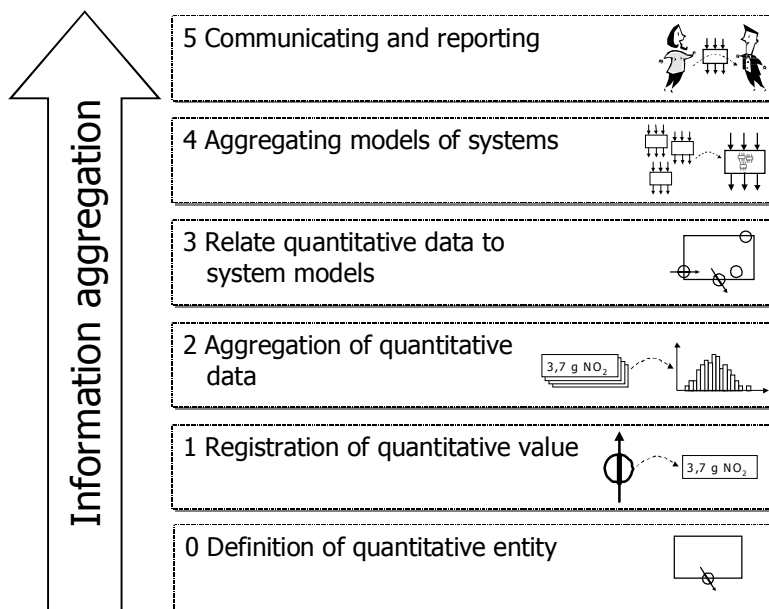 Information aggregation
5 Communicating and reporting
4 Aggregating models of systems
3 Relate quantitative data to
system models
2 Aggregation of quantitative
data
3,7 g NO₂
1 Registration of quantitative value
3,7 g NO₂
0 Definition of quantitative entity